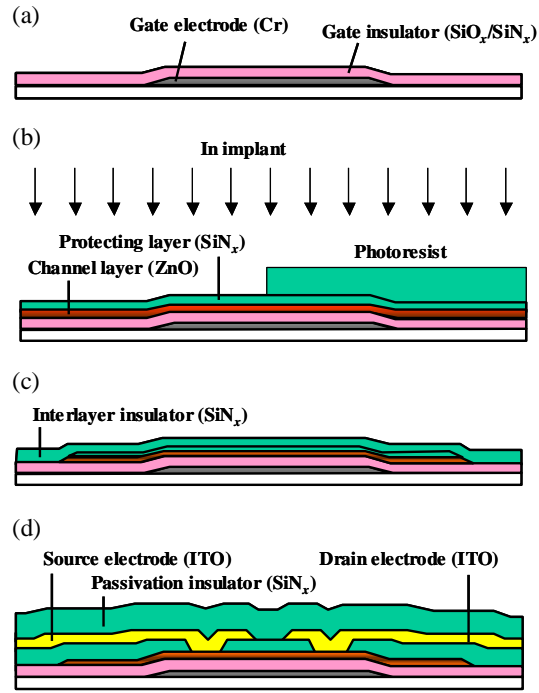 (a)
Gate electrode (Cr)
Gate insulator (SiOx/SiNx)
(b)
In implant
Protecting layer (SiNx)
Photoresist
Channel layer (ZnO)
(c)
Interlayer insulator (SiNx)
(d)
Source electrode (ITO)
Drain electrode (ITO)
Passivation insulator (SiNx)